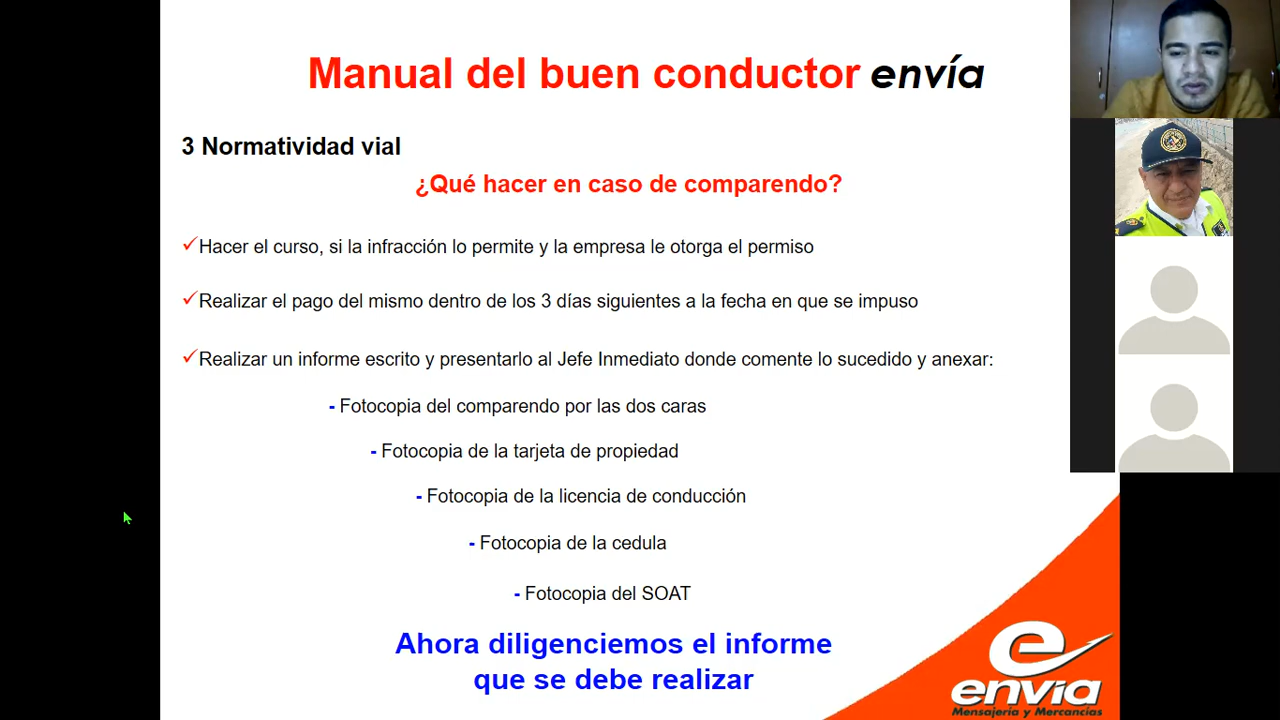 Manual del buen conductor envía
3 Normatividad vial
¿Qué hacer en caso de comparendo?
Hacer el curso, si la infracción lo permite y la empresa le otorga el permiso
Realizar el pago del mismo dentro de los 3 días siguientes a la fecha en que se impuso
Realizar un informe escrito y presentarlo al Jefe Inmediato donde comente lo sucedido y anexar:
- Fotocopia del comparendo por las dos caras
- Fotocopia de la tarjeta de propiedad
- Fotocopia de la licencia de conducción
- Fotocopia de la cedula
- Fotocopia del SOAT
Ahora diligenciemos el informe
que se debe realizar
e
envia
Mensajería y Mercancías